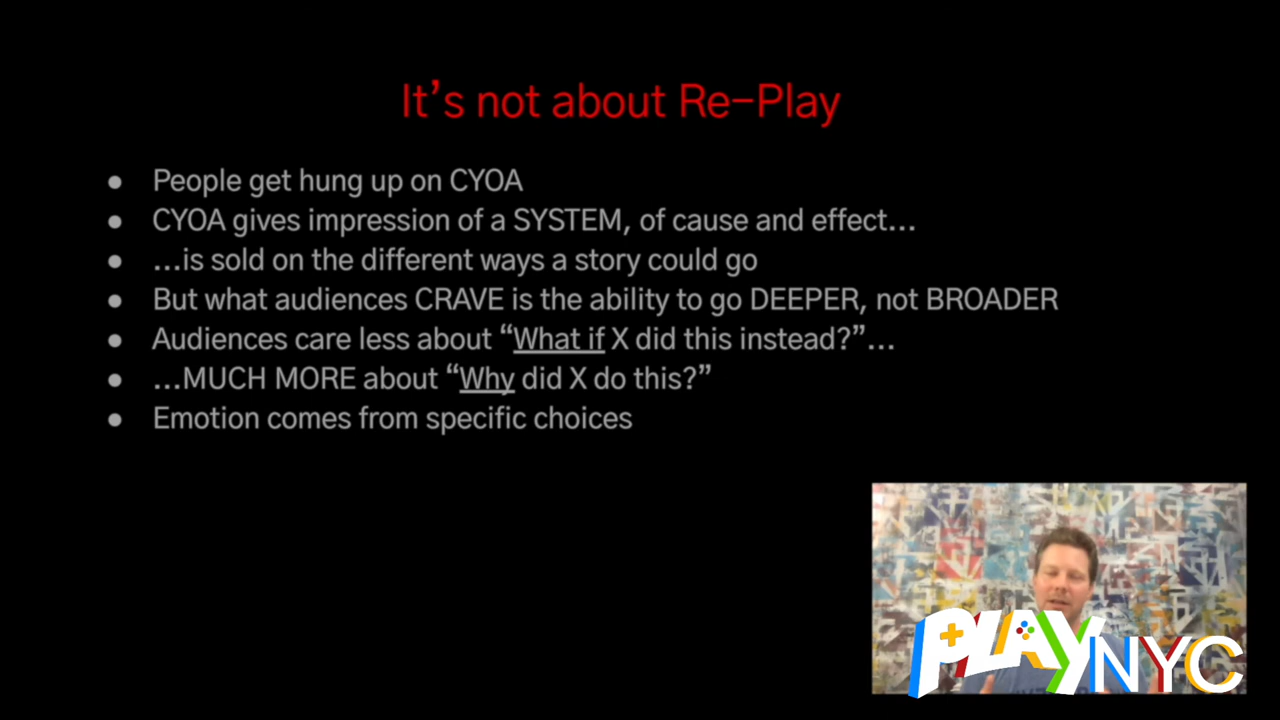 It’s not about Re-Play
● People get hung up on CYOA
● CYOA gives impression of a SYSTEM, of cause and effect...
● ...is sold on the different ways a story could go
● But what audiences CRAVE is the ability to go DEEPER, not BROADER
● Audiences care less about “What if X did this instead?”...
● ...MUCH MORE about “Why did X do this?”
● Emotion comes from specific choices
PLAYNYC